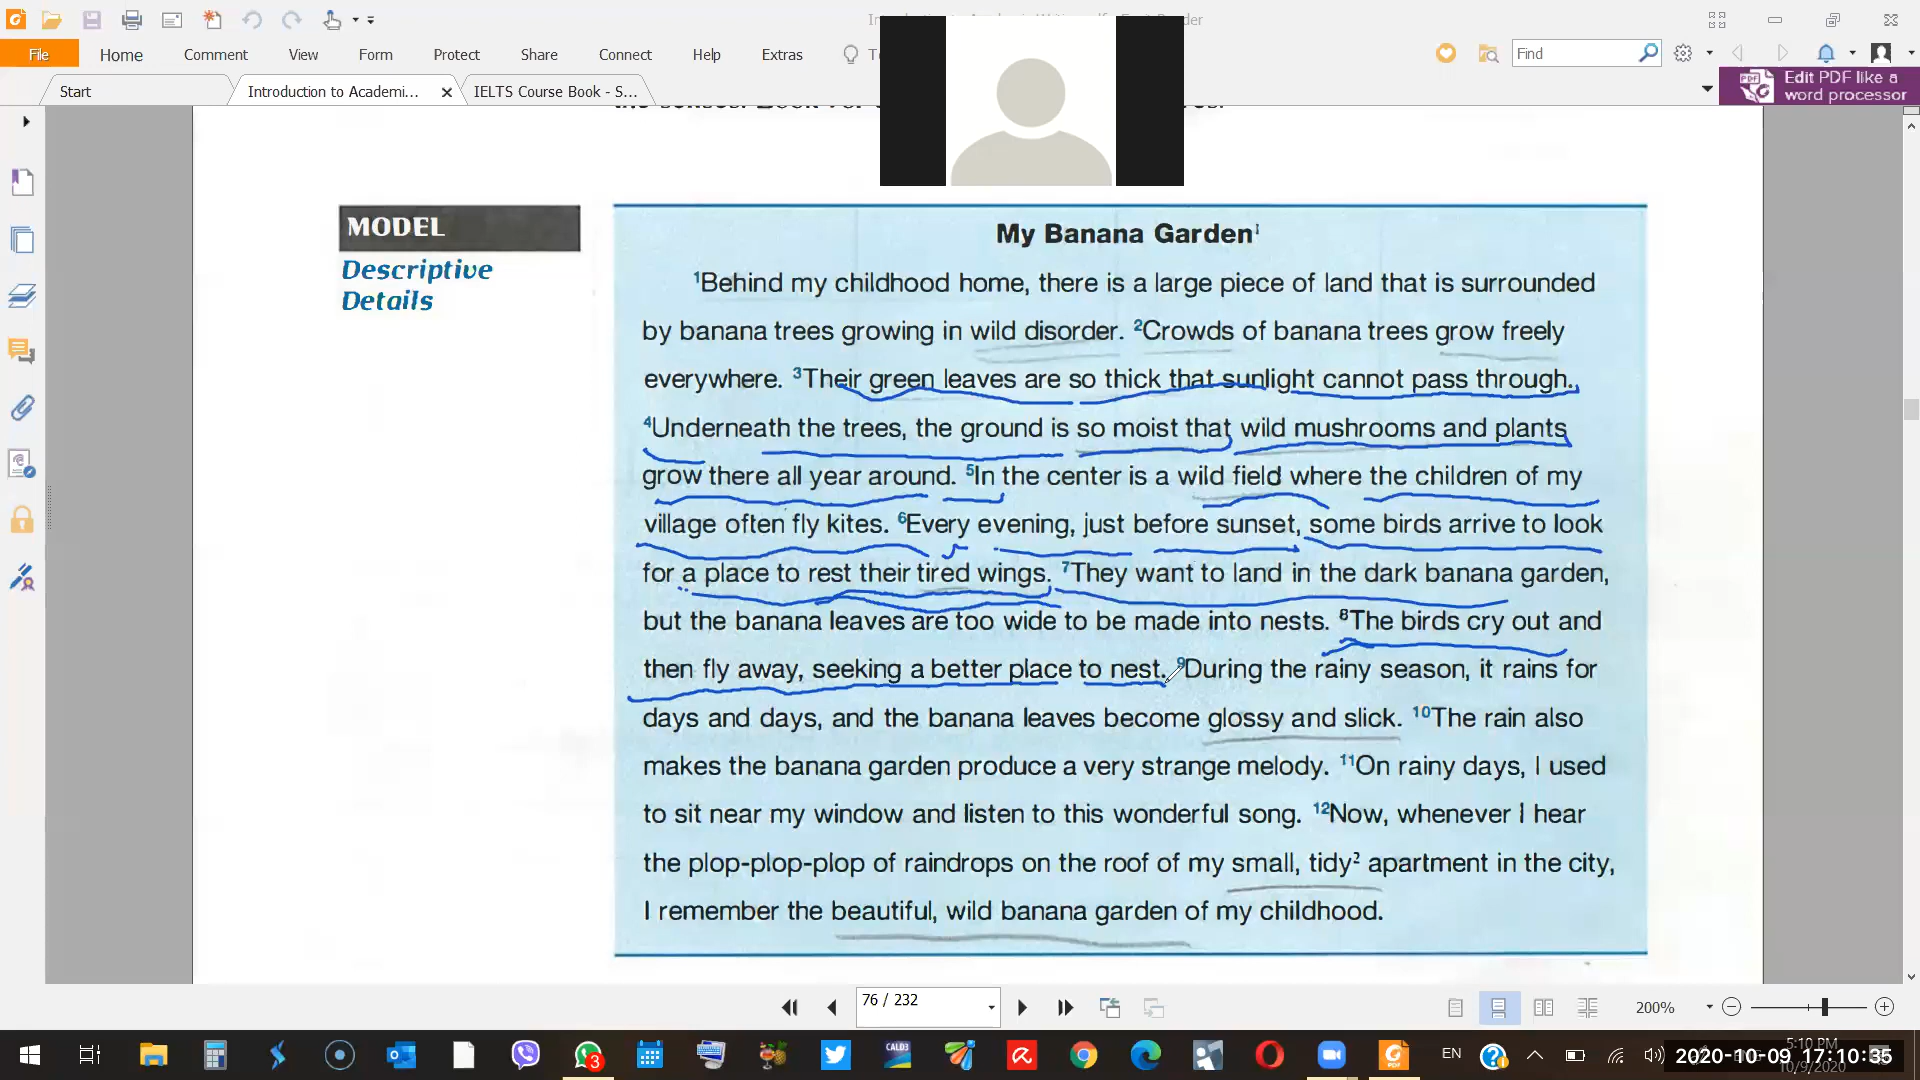 File
Home
Comment
View
Form
Protect
Share
Connect
Help
Extras
Find
Start
Introduction to Academi...
IELTS Course Book - S...
Edit PDF like a
word processor
MODEL
Descriptive
Details
My Banana Garden¹
¹Behind my childhood home, there is a large piece of land that is surrounded
by banana trees growing in wild disorder. ²Crowds of banana trees grow freely
everywhere. ³Their green leaves are so thick that sunlight cannot pass through.
⁴Underneath the trees, the ground is so moist that wild mushrooms and plants
grow there all year around. ⁵In the center is a wild field where the children of my
village often fly kites. ⁶Every evening, just before sunset, some birds arrive to look
for a place to rest their tired wings. ⁷They want to land in the dark banana garden,
but the banana leaves are too wide to be made into nests. ⁸The birds cry out and
then fly away, seeking a better place to nest. ⁹During the rainy season, it rains for
days and days, and the banana leaves become glossy and slick. ¹⁰The rain also
makes the banana garden produce a very strange melody. ¹¹On rainy days, I used
to sit near my window and listen to this wonderful song. ¹²Now, whenever I hear
the plop-plop-plop of raindrops on the roof of my small, tidy² apartment in the city,
I remember the beautiful, wild banana garden of my childhood.
76 / 232
200%
CALD3
3
EN
5:10 PM
10/9/2020
2020-10-09 17:10:35